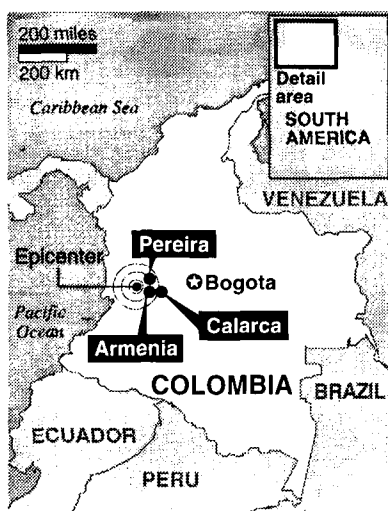 200 miles
200 km
Detail
area
SOUTH
AMERICA
Caribbean Sea
VENEZUELA
Pereira
Epicenter
Bogota
Pacific
Ocean
Calarca
Armenia
COLOMBIA
BRAZIL
ECUADOR
PERU